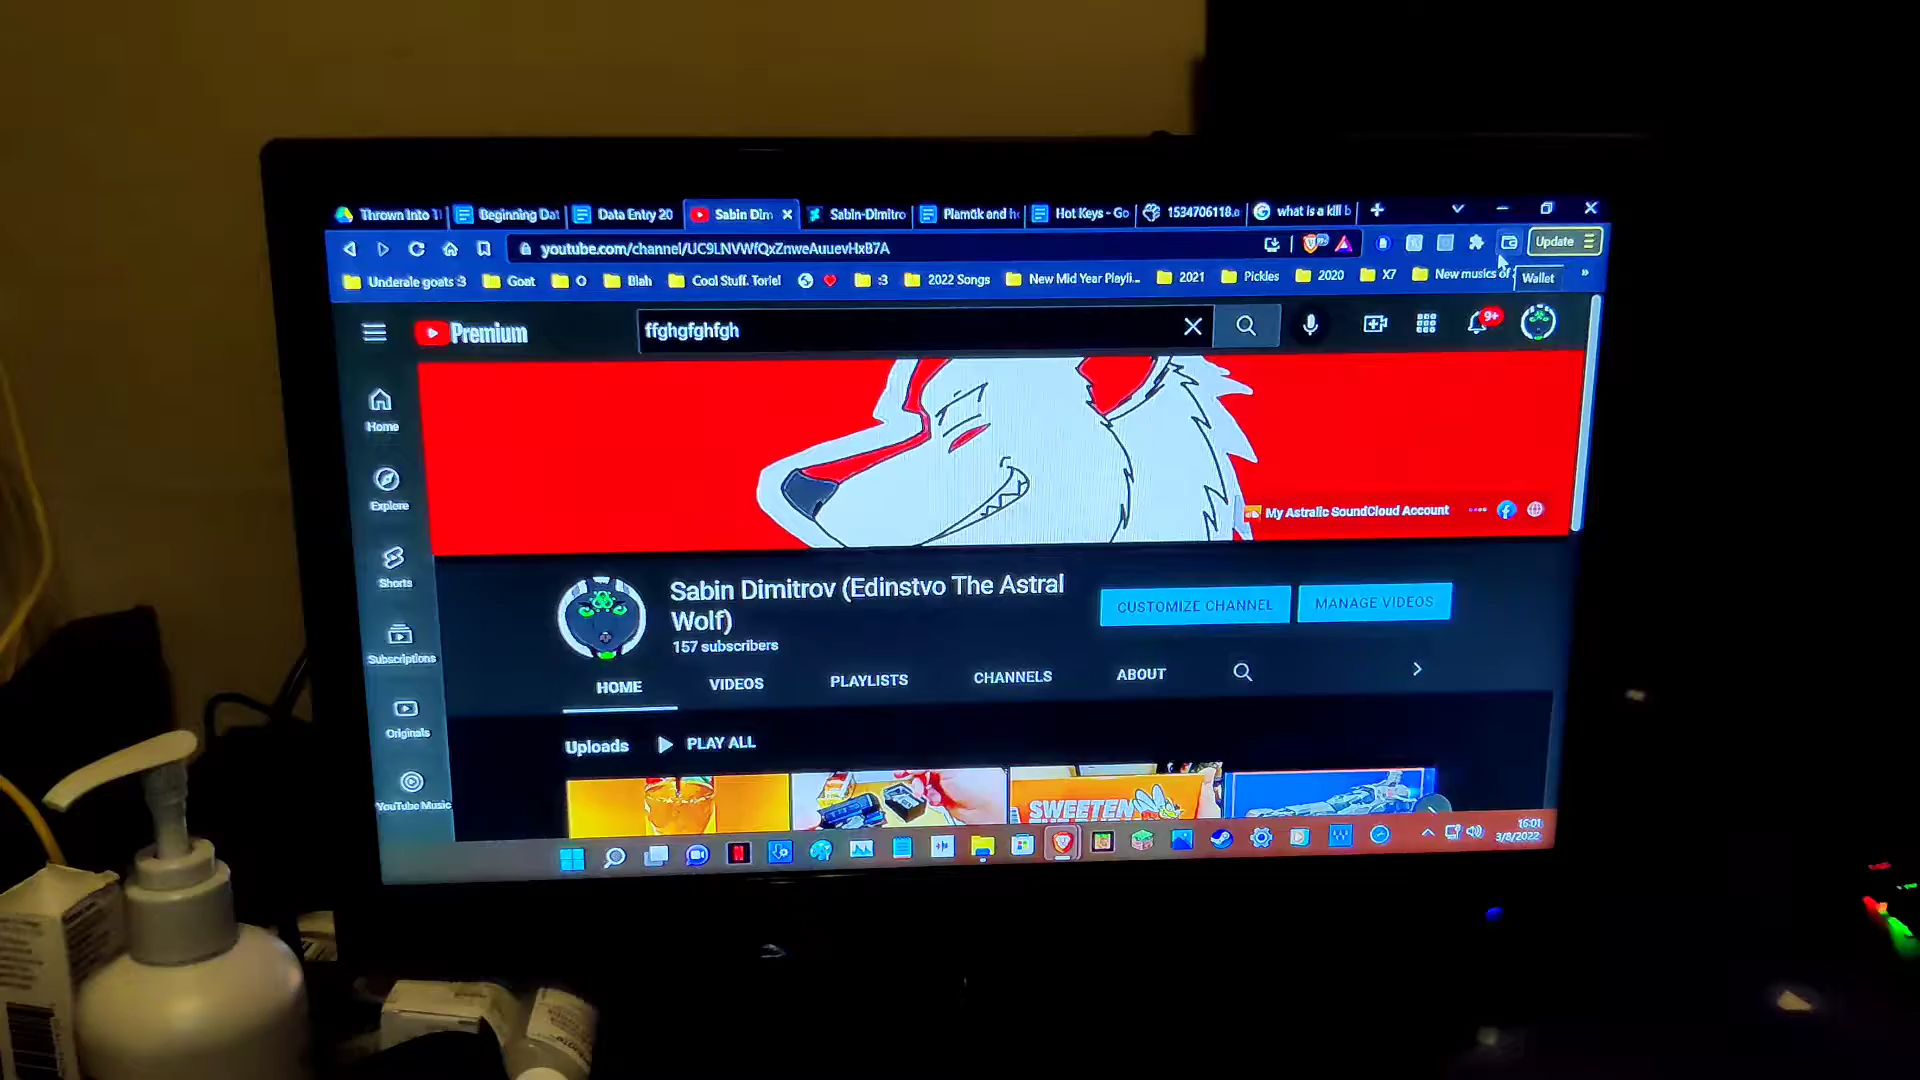 Thrown Into T
Beginning Dat
Data Entry 20
Sabin Dim
Sabin-Dimitro
Plamŭk and h
Hot Keys - Go
1534706118.
what is a kill b
youtube.com/channel/UC9LNVWfQxZnweAuuevHxB7A
Update
Underale goats :3
Goat
O
Blah
Cool Stuff. Toriel
:3
2022 Songs
New Mid Year Playli...
2021
Pickles
2020
X7
New musics of
»
Wallet
Premium
ffghgfghfgh
9+
Home
Explore
Shorts
Subscriptions
Originals
YouTube Music
My Astralic SoundCloud Account
Sabin Dimitrov (Edinstvo The Astral
Wolf)
157 subscribers
CUSTOMIZE CHANNEL
MANAGE VIDEOS
HOME
VIDEOS
PLAYLISTS
CHANNELS
ABOUT
Uploads
PLAY ALL
SWEETEN
16:01
3/8/2022